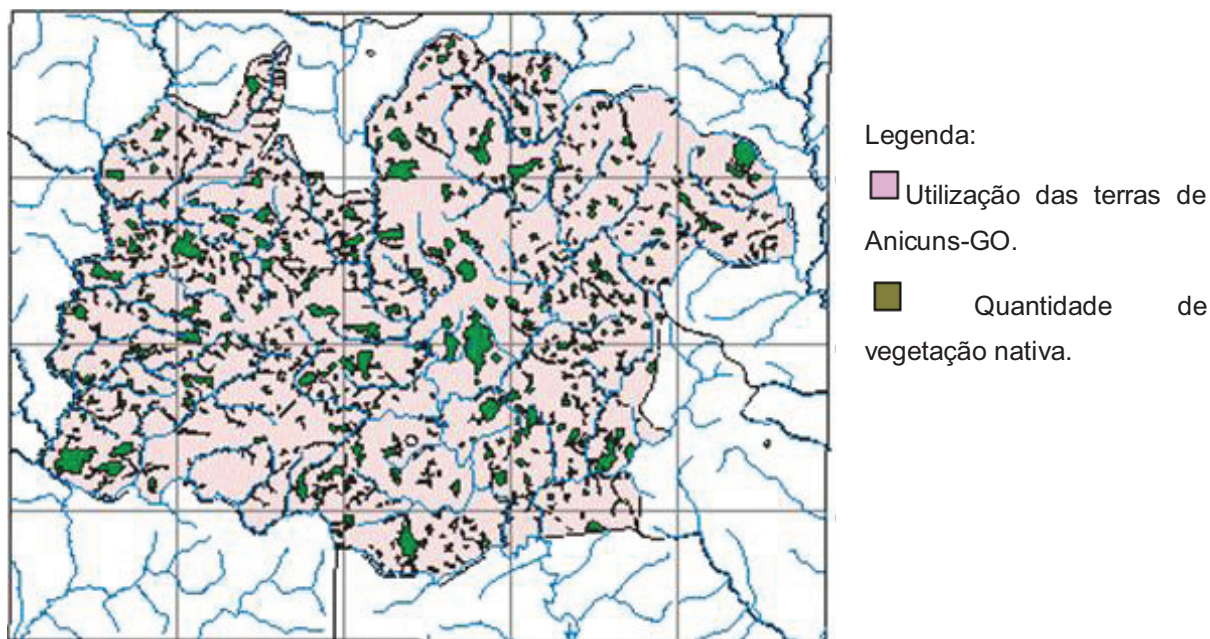 Legenda:
Utilização das terras de
Anicuns-GO.
Quantidade de
vegetação nativa.